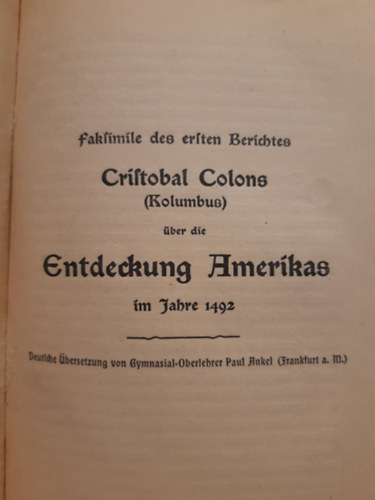 Fakſimile des erſten Berichtes
Criſtobal Colons
(Kolumbus)
über die
Entdeckung Amerikas
im Jahre 1492
Deutſche Überſetzung von Gymnaſial-Oberlehrer Paul Ankel (Frankfurt a. M.)